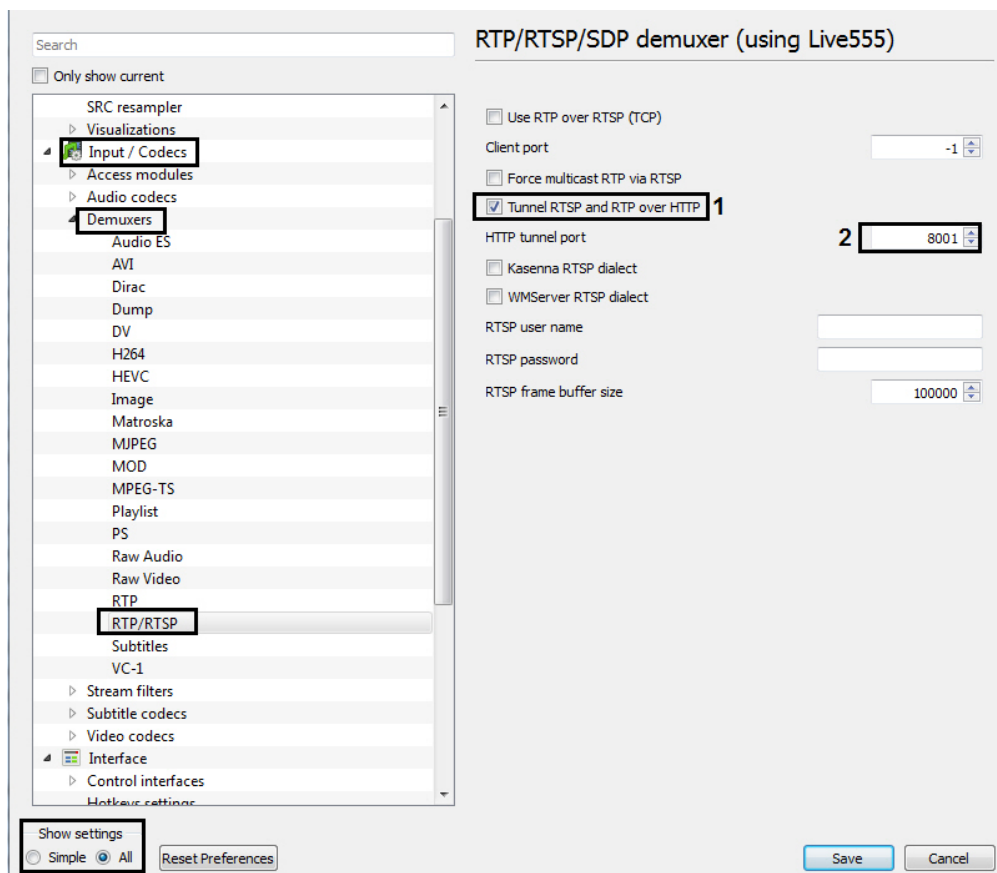 Search
Only show current
SRC resampler
Visualizations
Input / Codecs
Access modules
Audio codecs
Demuxers
Audio ES
AVI
Dirac
Dump
DV
H264
HEVC
Image
Matroska
MJPEG
MOD
MPEG-TS
Playlist
PS
Raw Audio
Raw Video
RTP
RTP/RTSP
Subtitles
VC-1
Stream filters
Subtitle codecs
Video codecs
Interface
Control interfaces
Hotkeys settings
Show settings
Simple All
Reset Preferences
RTP/RTSP/SDP demuxer (using Live555)
Use RTP over RTSP (TCP)
Client port -1
Force multicast RTP via RTSP
Tunnel RTSP and RTP over HTTP 1
HTTP tunnel port 2 8001
Kasenna RTSP dialect
WMServer RTSP dialect
RTSP user name
RTSP password
RTSP frame buffer size 100000
Save Cancel